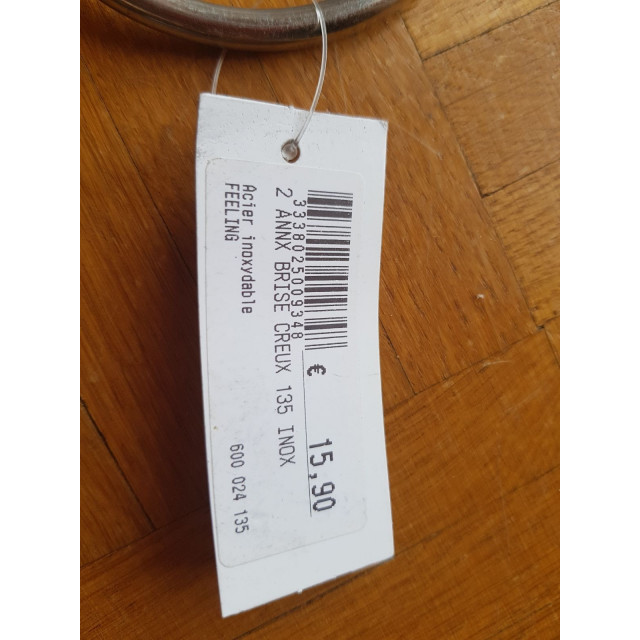 3338025009348
€ 15,90
2 ANNX BRISE CREUX 135 INOX
Acier inoxydable
FEELING
600 024 135